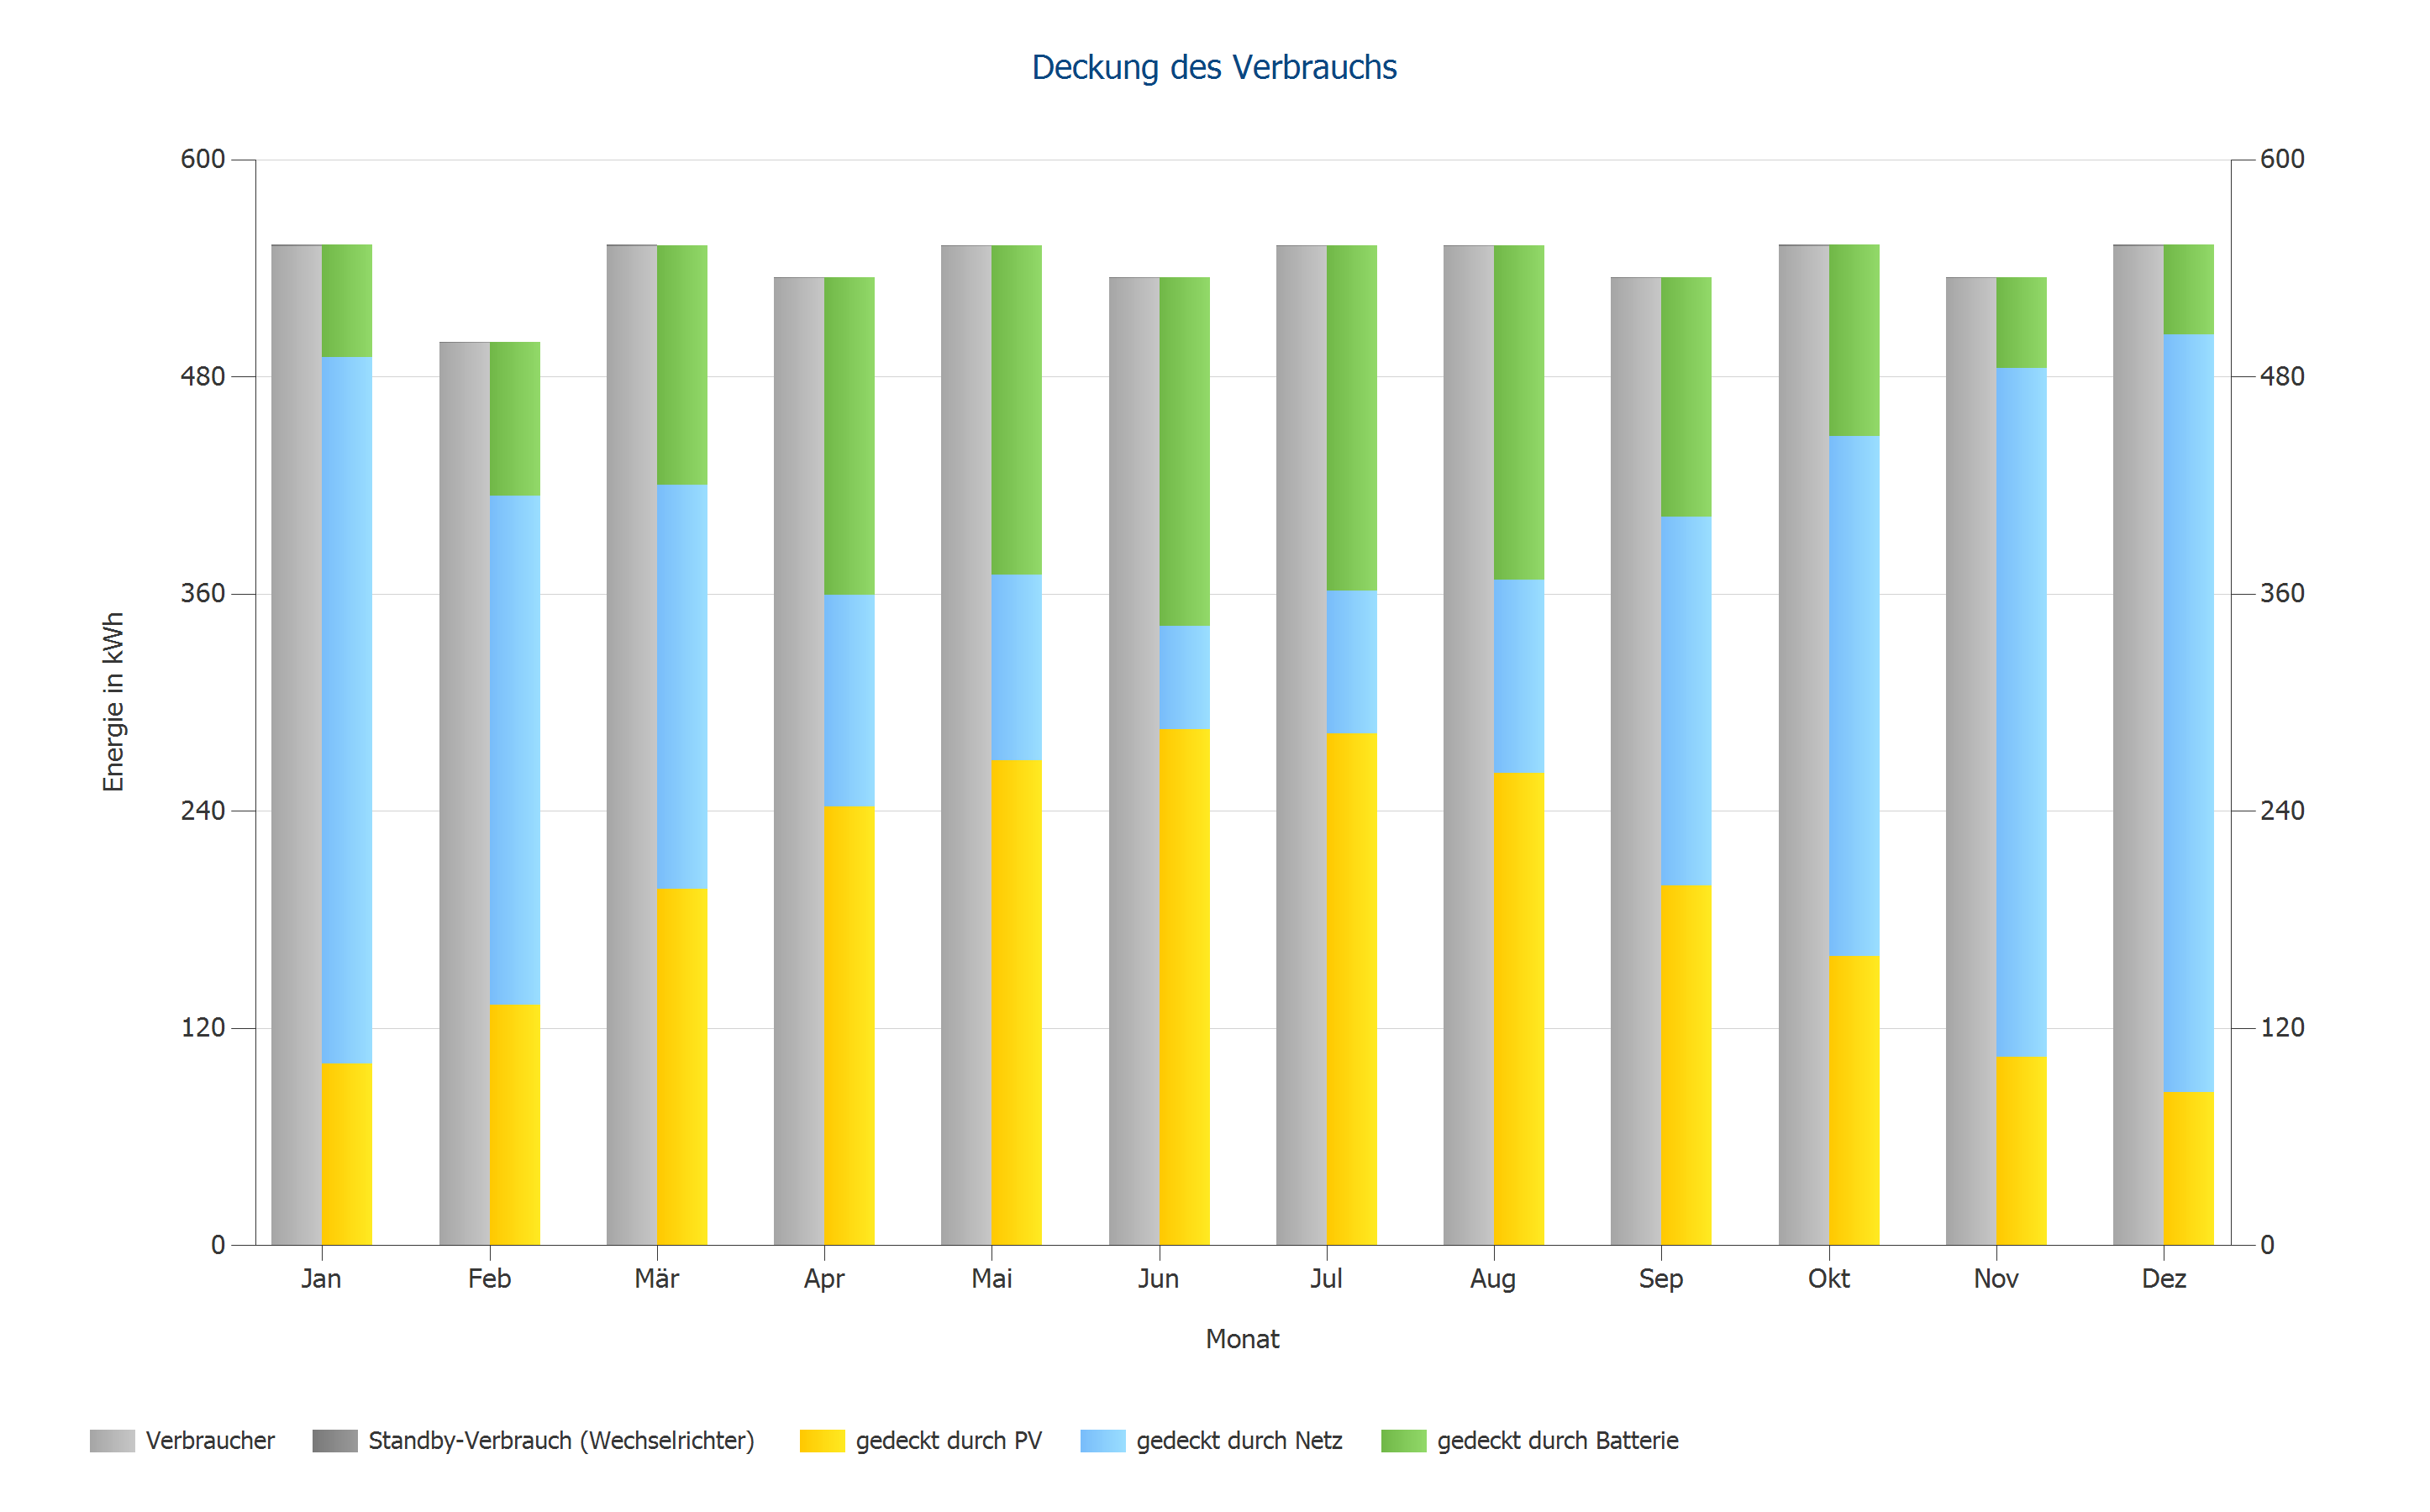 Deckung des Verbrauchs
600 600
480 480
360 360
240 240
120 120
0 0
Energie in kWh
Jan Feb Mär Apr Mai Jun Jul Aug Sep Okt Nov Dez
Monat
Verbraucher Standby-Verbrauch (Wechselrichter) gedeckt durch PV gedeckt durch Netz gedeckt durch Batterie